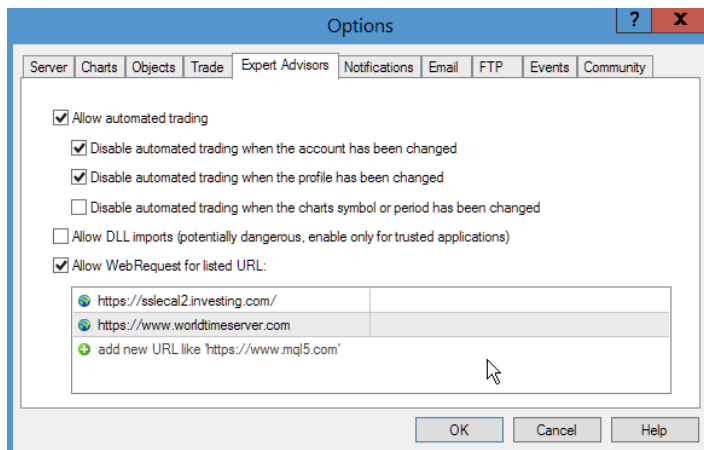 Options
?
x
Server Charts Objects Trade Expert Advisors Notifications Email FTP Events Community
Allow automated trading
Disable automated trading when the account has been changed
Disable automated trading when the profile has been changed
Disable automated trading when the charts symbol or period has been changed
Allow DLL imports (potentially dangerous, enable only for trusted applications)
Allow WebRequest for listed URL:
https://sslecal2.investing.com/
https://www.worldtimeserver.com
add new URL like 'https://www.mql5.com'
OK Cancel Help